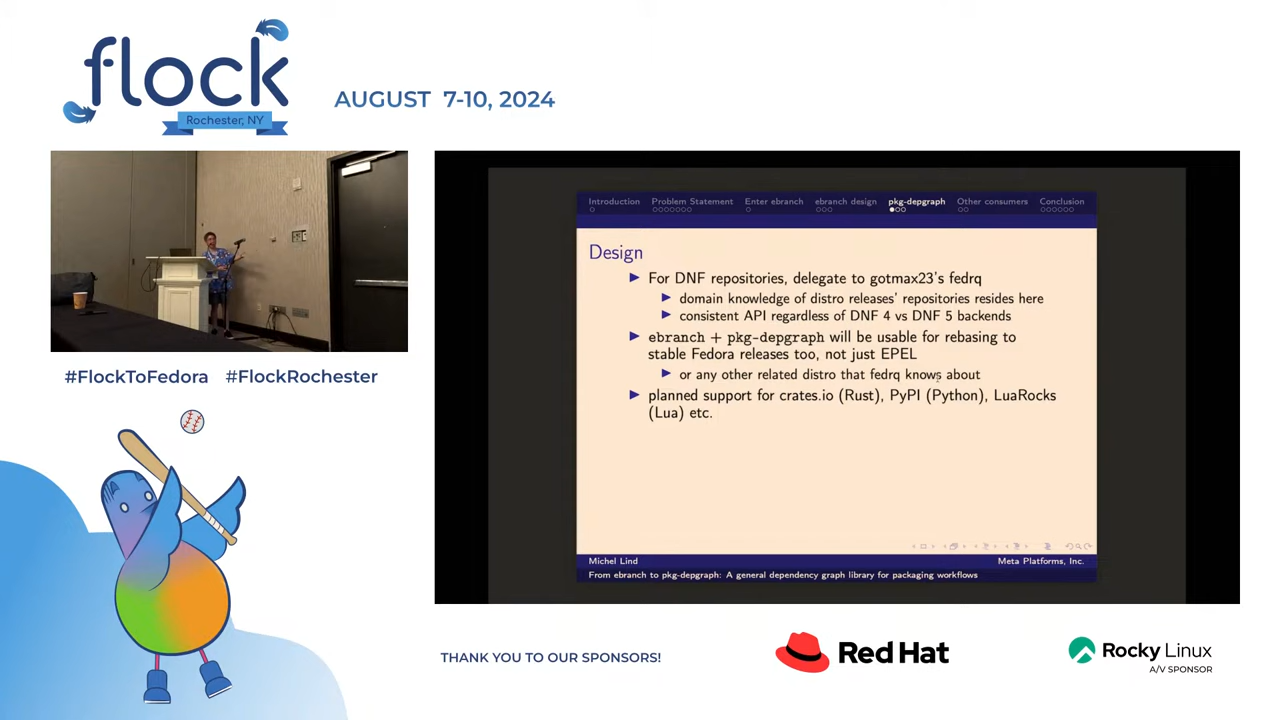 flock
Rochester, NY
AUGUST 7-10, 2024
Introduction Problem Statement Enter ebranch ebranch design pkg-depgraph Other consumers Conclusion
Design
For DNF repositories, delegate to gotmax23's fedrq
domain knowledge of distro releases' repositories resides here
consistent API regardless of DNF 4 vs DNF 5 backends
ebranch + pkg-depgraph will be usable for rebasing to
stable Fedora releases too, not just EPEL
or any other related distro that fedrq knows about
planned support for crates.io (Rust), PyPI (Python), LuaRocks
(Lua) etc.
Michel Lind Meta Platforms, Inc.
From ebranch to pkg-depgraph: A general dependency graph library for packaging workflows
#FlockToFedora #FlockRochester
THANK YOU TO OUR SPONSORS!
Red Hat
Rocky Linux
A/V SPONSOR